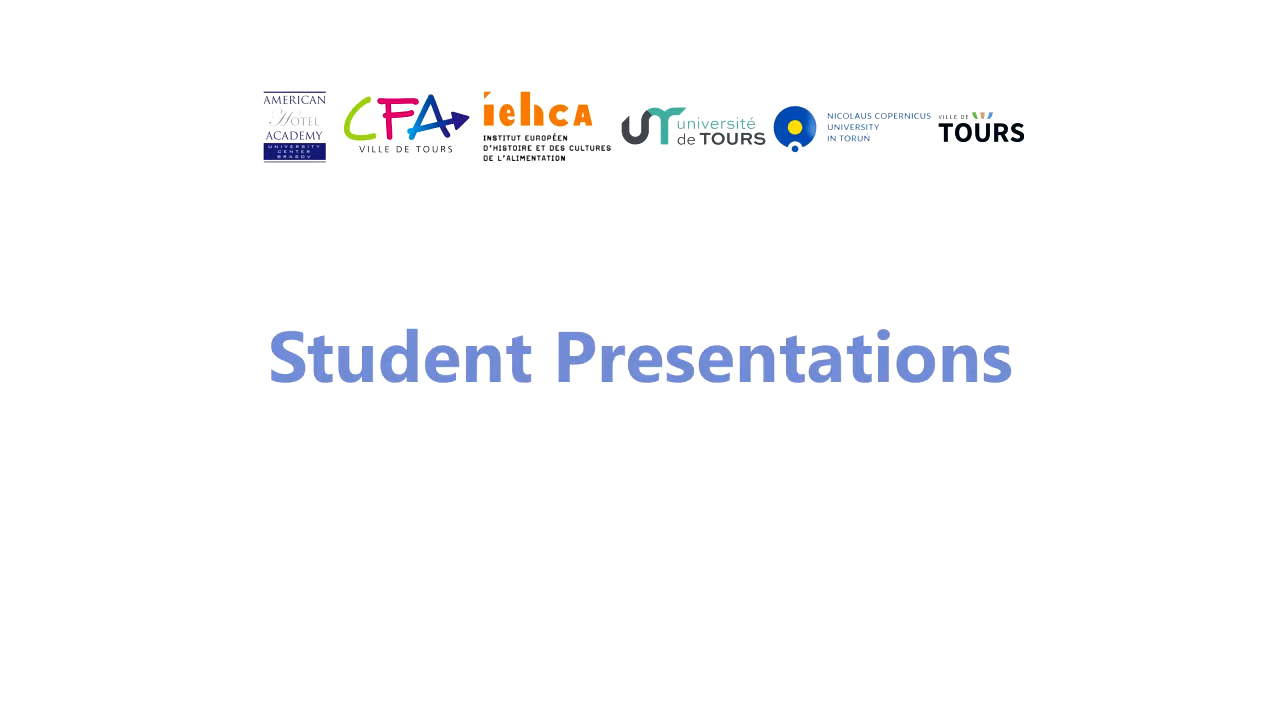 AMERICAN
HOTEL
ACADEMY
UNIVERSITY
CENTER
BRASOV
CFA
VILLE DE TOURS
iehca
INSTITUT EUROPÉEN
D'HISTOIRE ET DES CULTURES
DE L'ALIMENTATION
université
de TOURS
NICOLAUS COPERNICUS
UNIVERSITY
IN TORUN
VILLE DE
TOURS
Student Presentations